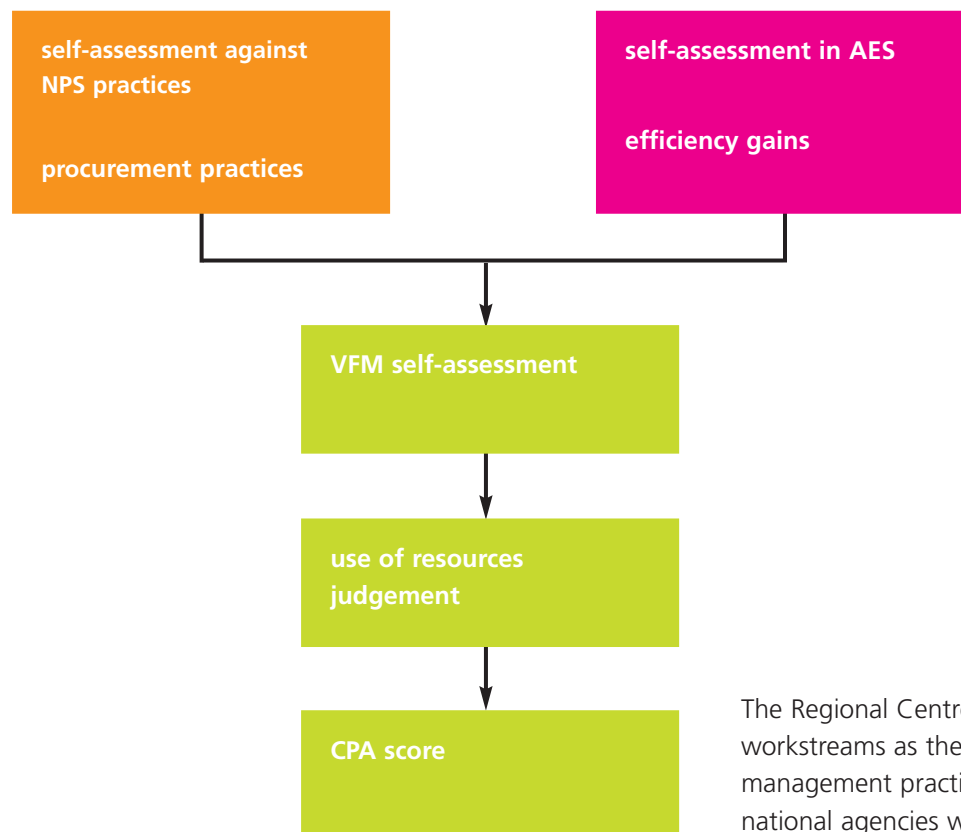 self-assessment against
NPS practices
procurement practices
self-assessment in AES
efficiency gains
VFM self-assessment
use of resources
judgement
CPA score
The Regional Centr
workstreams as the
management practi
national agencies w